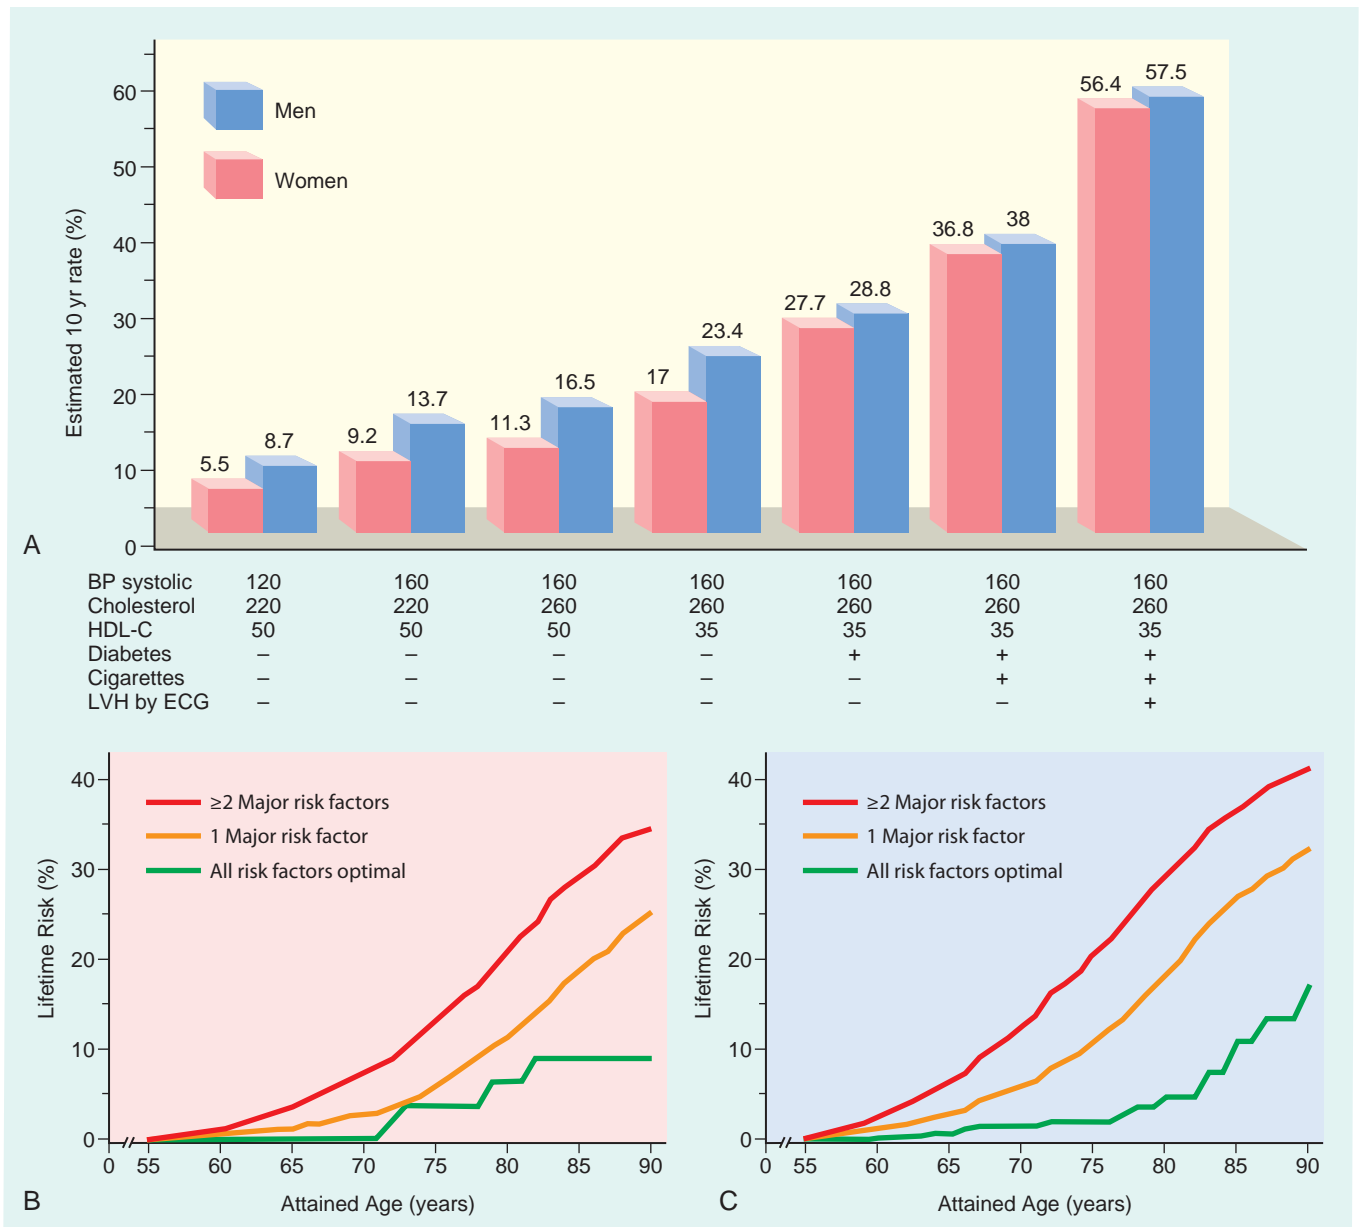 Estimated 10 yr rate (%)
60
50
40
30
20
10
0
Men
Women
5.5
8.7
9.2
13.7
11.3
16.5
17
23.4
27.7
28.8
36.8
38
56.4
57.5
A
BP systolic 120 160 160 160 160 160 160
Cholesterol 220 220 260 260 260 260 260
HDL-C 50 50 50 35 35 35 35
Diabetes – – – – + + +
Cigarettes – – – – – + +
LVH by ECG – – – – – – +
Lifetime Risk (%)
40
30
20
10
0
≥2 Major risk factors
1 Major risk factor
All risk factors optimal
0 55 60 65 70 75 80 85 90
Attained Age (years)
B
Lifetime Risk (%)
40
30
20
10
0
≥2 Major risk factors
1 Major risk factor
All risk factors optimal
0 55 60 65 70 75 80 85 90
Attained Age (years)
C